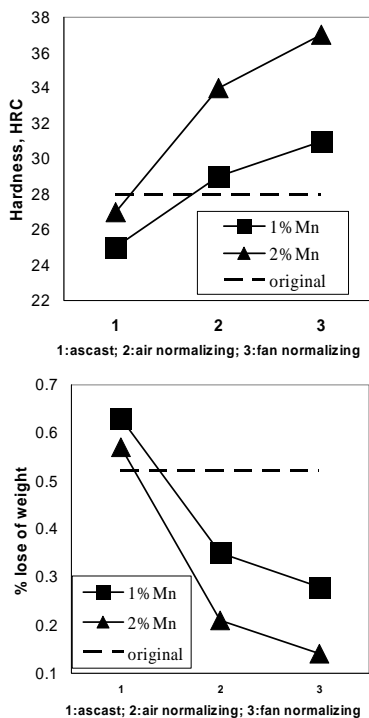 38
36
34
32
30
28
26
24
22
Hardness, HRC
1% Mn
2% Mn
original
1 2 3
1:ascast; 2:air normalizing; 3:fan normalizing
0.7
0.6
0.5
0.4
0.3
0.2
0.1
% lose of weight
1% Mn
2% Mn
original
1 2 3
1:ascast; 2:air normalizing; 3:fan normalizing